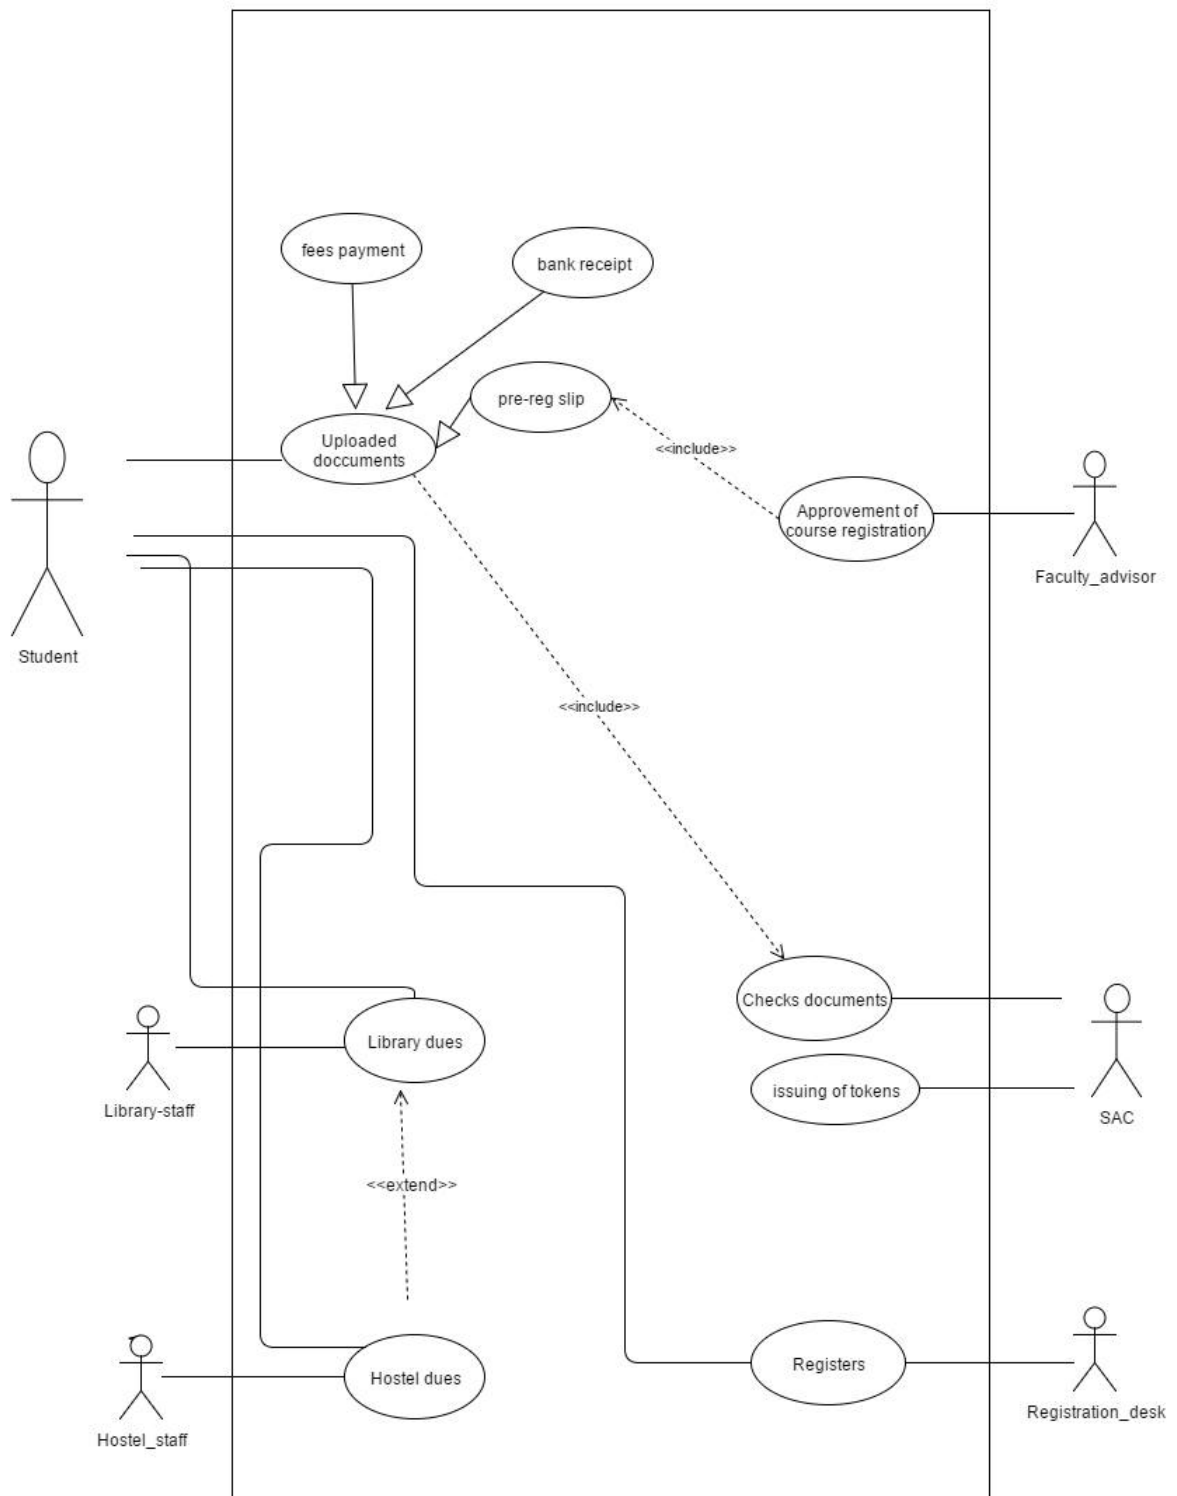 fees payment
bank receipt
pre-reg slip
Uploaded
doccuments
<<include>>
Approvement of
course registration
Faculty_advisor
Student
<<include>>
Checks documents
Library dues
issuing of tokens
Library-staff
SAC
<<extend>>
Registers
Hostel dues
Registration_desk
Hostel_staff